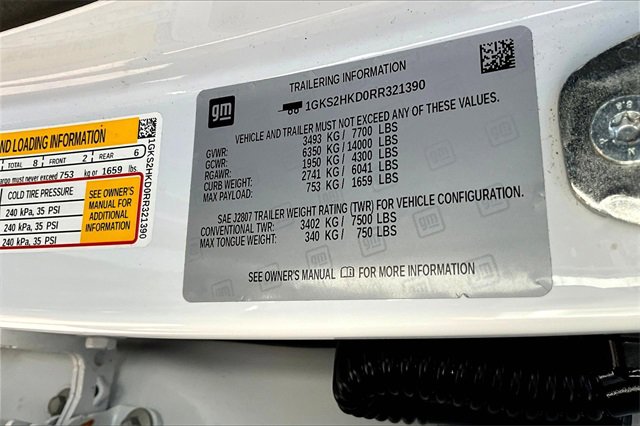 ND LOADING INFORMATION
TOTAL 8 FRONT 2 REAR 6
argo must never exceed 753 kg or 1659 lbs
COLD TIRE PRESSURE
240 kPa, 35 PSI
240 kPa, 35 PSI
240 kPa, 35 PSI
SEE OWNER'S
MANUAL FOR
ADDITIONAL
INFORMATION
1GKS2HKD0RR321390
gm
TRAILERING INFORMATION
1GKS2HKD0RR321390
VEHICLE AND TRAILER MUST NOT EXCEED ANY OF THESE VALUES.
GVWR: 3493 KG / 7700 LBS
GCWR: 6350 KG / 14000 LBS
RGAWR: 1950 KG / 4300 LBS
CURB WEIGHT: 2741 KG / 6041 LBS
MAX PAYLOAD: 753 KG / 1659 LBS
SAE J2807 TRAILER WEIGHT RATING (TWR) FOR VEHICLE CONFIGURATION.
CONVENTIONAL TWR: 3402 KG / 7500 LBS
MAX TONGUE WEIGHT: 340 KG / 750 LBS
SEE OWNER'S MANUAL FOR MORE INFORMATION